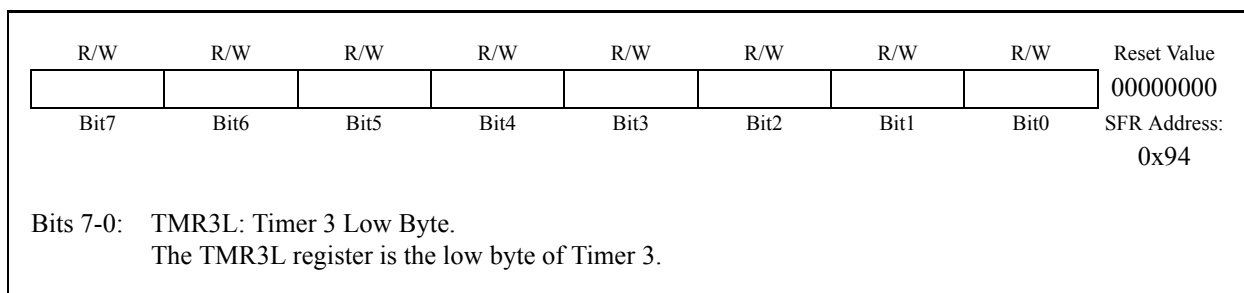 R/W R/W R/W R/W R/W R/W R/W R/W Reset Value
00000000
Bit7 Bit6 Bit5 Bit4 Bit3 Bit2 Bit1 Bit0 SFR Address:
0x94
Bits 7-0: TMR3L: Timer 3 Low Byte.
The TMR3L register is the low byte of Timer 3.